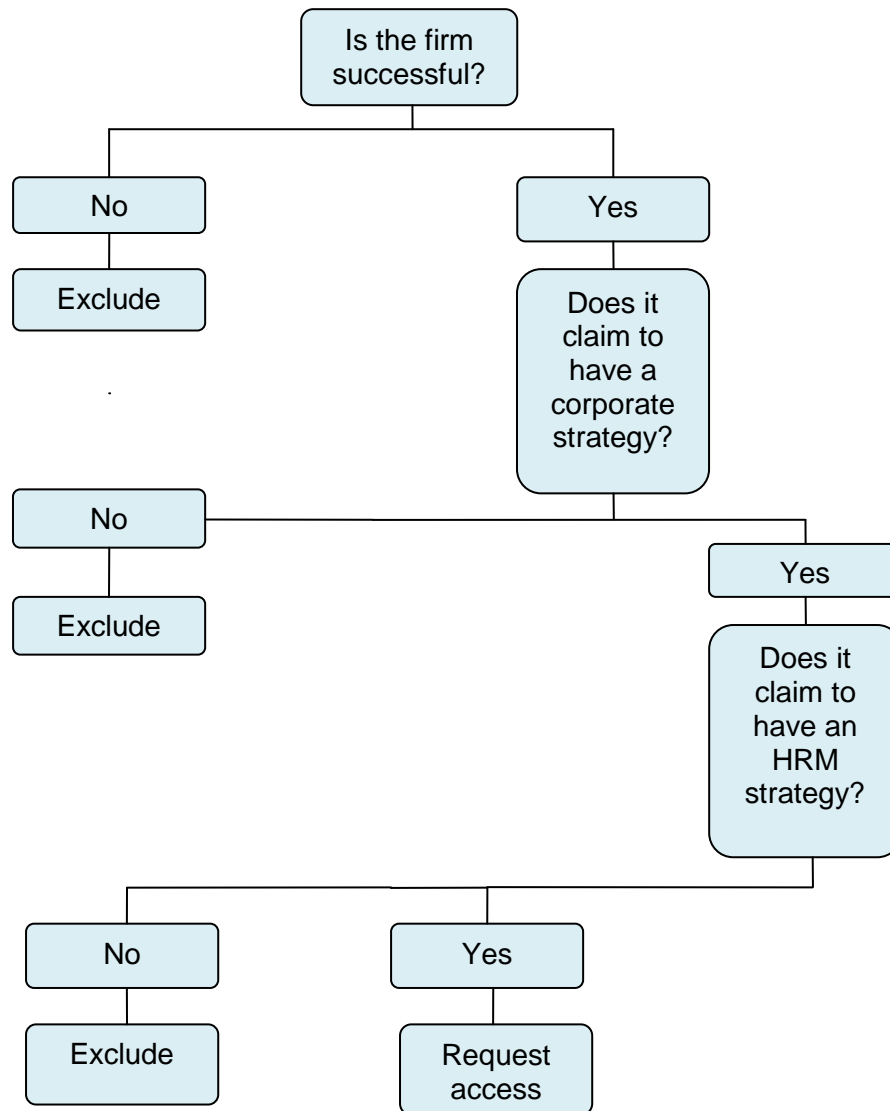 Is the firm
successful?
No
Yes
Exclude
Does it
claim to
have a
corporate
strategy?
No
Yes
Exclude
Does it
claim to
have an
HRM
strategy?
No
Yes
Exclude
Request
access